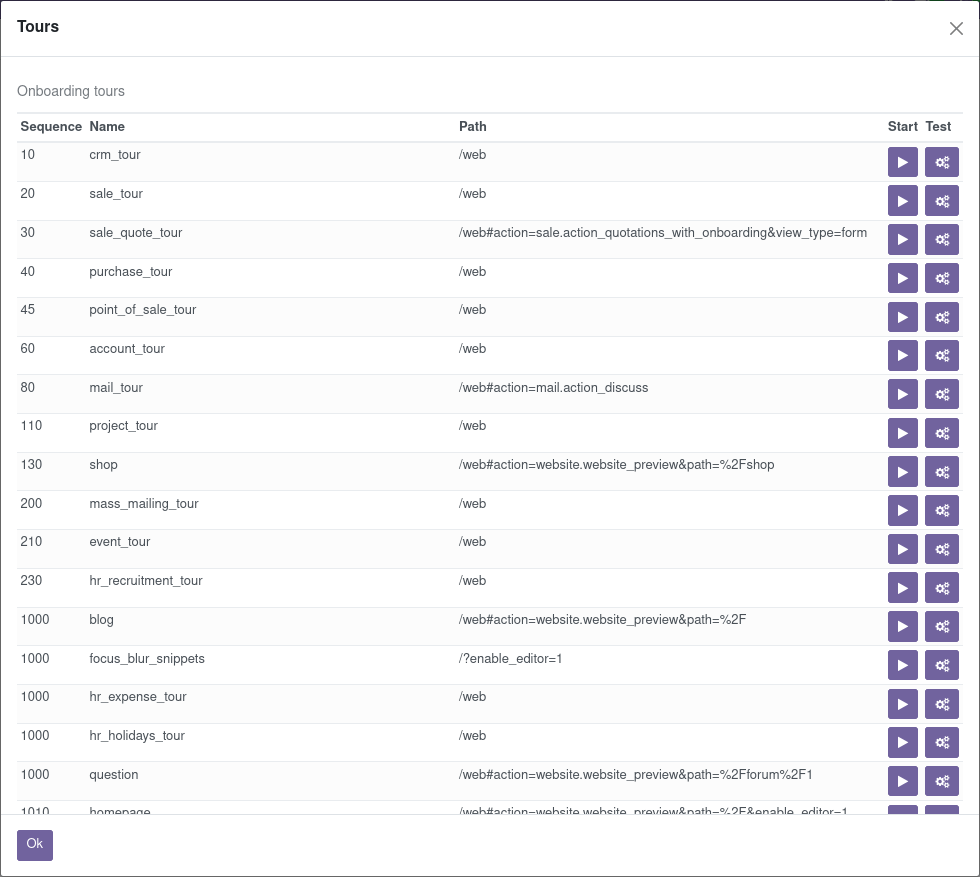 Tours
Onboarding tours
Sequence Name Path Start Test
10 crm_tour /web
20 sale_tour /web
30 sale_quote_tour /web#action=sale.action_quotations_with_onboarding&view_type=form
40 purchase_tour /web
45 point_of_sale_tour /web
60 account_tour /web
80 mail_tour /web#action=mail.action_discuss
110 project_tour /web
130 shop /web#action=website.website_preview&path=%2Fshop
200 mass_mailing_tour /web
210 event_tour /web
230 hr_recruitment_tour /web
1000 blog /web#action=website.website_preview&path=%2F
1000 focus_blur_snippets /?enable_editor=1
1000 hr_expense_tour /web
1000 hr_holidays_tour /web
1000 question /web#action=website.website_preview&path=%2Fforum%2F1
1010 homepage /web#action=website.website_preview&path=%2F&enable_editor=1
Ok